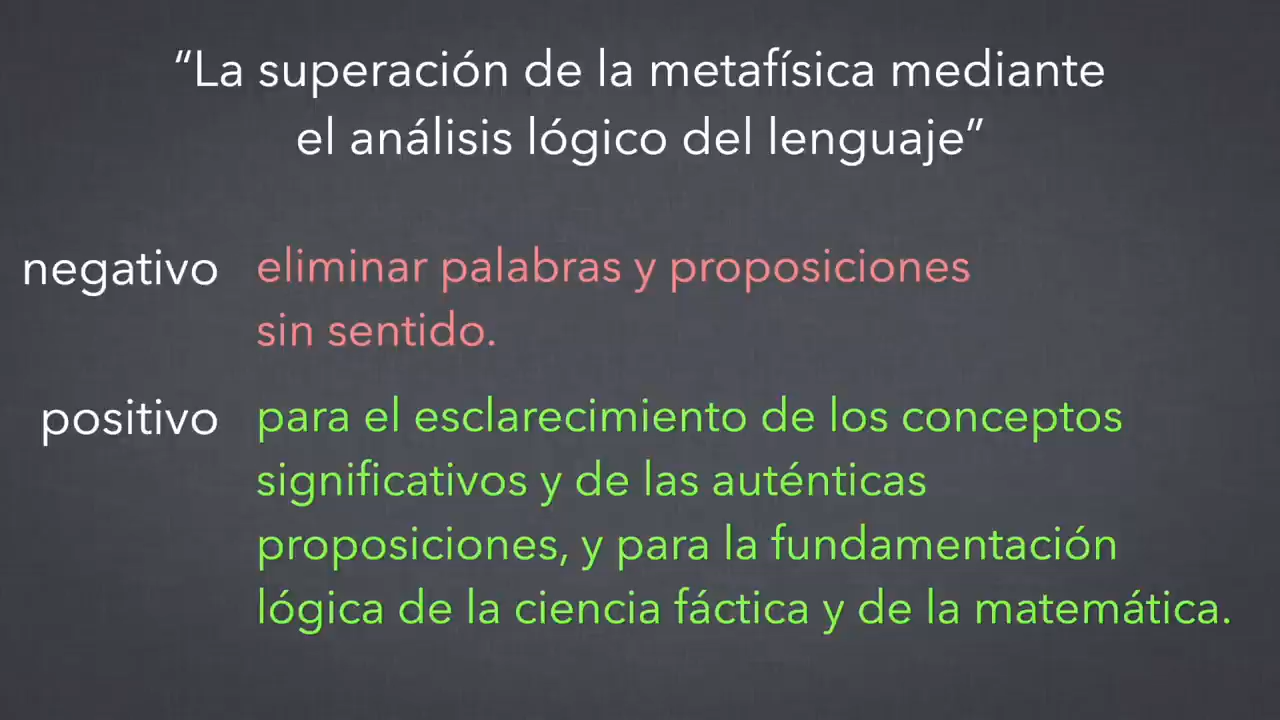 “La superación de la metafísica mediante
el análisis lógico del lenguaje”
negativo eliminar palabras y proposiciones
sin sentido.
positivo para el esclarecimiento de los conceptos
significativos y de las auténticas
proposiciones, y para la fundamentación
lógica de la ciencia fáctica y de la matemática.